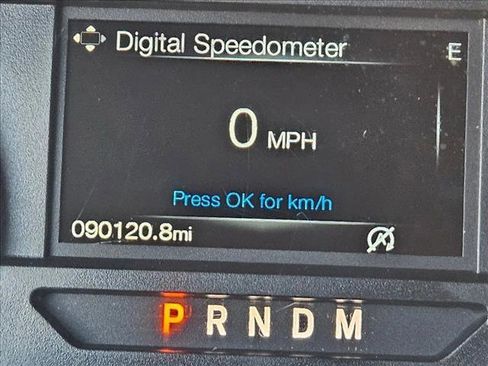 Digital Speedometer
E
0 MPH
Press OK for km/h
090120.8mi
P R N D M